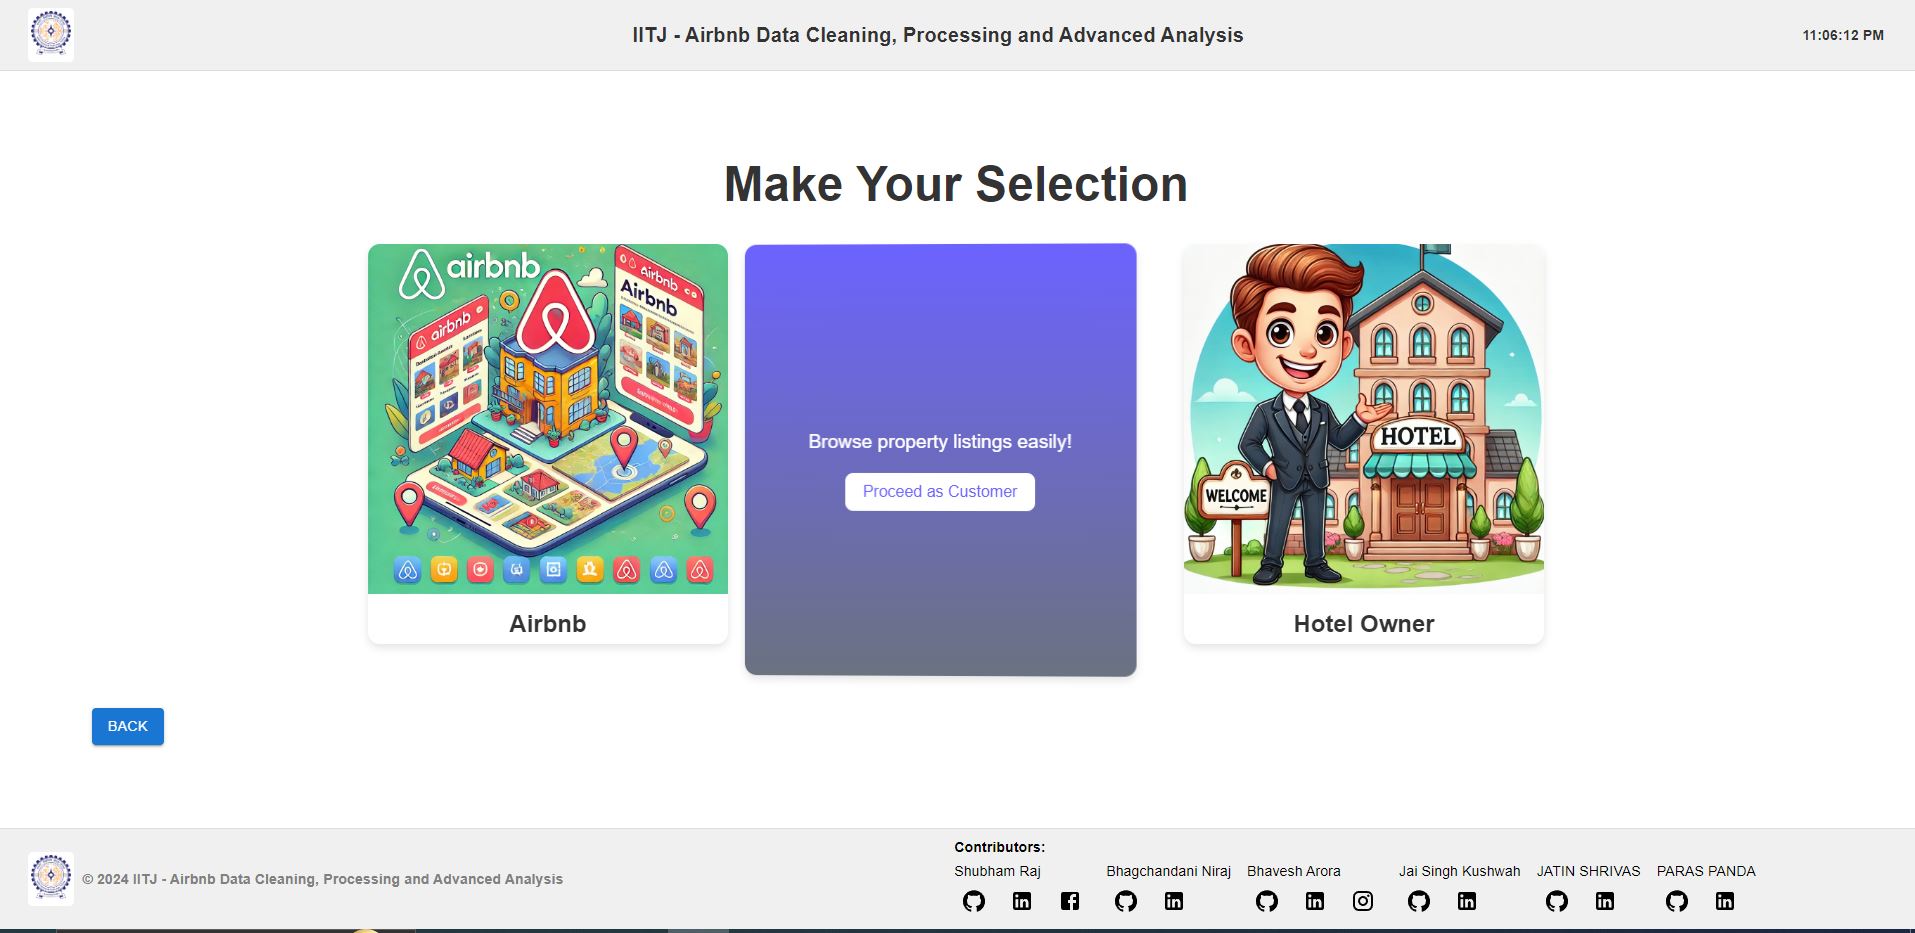 IITJ - Airbnb Data Cleaning, Processing and Advanced Analysis
11:06:12 PM
Make Your Selection
airbnb
airbnb
Airbnb
Airbnb
Airbnb
Browse property listings easily!
Proceed as Customer
HOTEL
WELCOME
Hotel Owner
BACK
© 2024 IITJ - Airbnb Data Cleaning, Processing and Advanced Analysis
Contributors:
Shubham Raj
Bhagchandani Niraj
Bhavesh Arora
Jai Singh Kushwah
JATIN SHRIVAS
PARAS PANDA